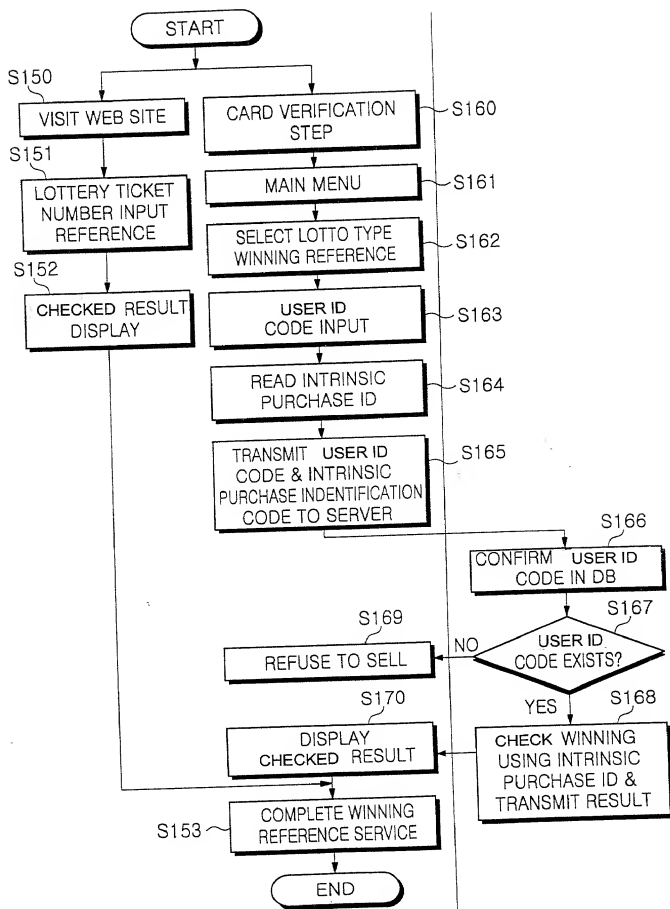 START
S150
VISIT WEB SITE
S151
LOTTERY TICKET
NUMBER INPUT
REFERENCE
S152
CHECKED RESULT
DISPLAY
CARD VERIFICATION
STEP
S160
MAIN MENU
S161
SELECT LOTTO TYPE
WINNING REFERENCE
S162
USER ID
CODE INPUT
S163
READ INTRINSIC
PURCHASE ID
S164
TRANSMIT USER ID
CODE & INTRINSIC
PURCHASE INDENTIFICATION
CODE TO SERVER
S165
S166
CONFIRM USER ID
CODE IN DB
S167
USER ID
CODE EXISTS?
NO
S169
REFUSE TO SELL
YES
S168
CHECK WINNING
USING INTRINSIC
PURCHASE ID &
TRANSMIT RESULT
S170
DISPLAY
CHECKED RESULT
S153
COMPLETE WINNING
REFERENCE SERVICE
END